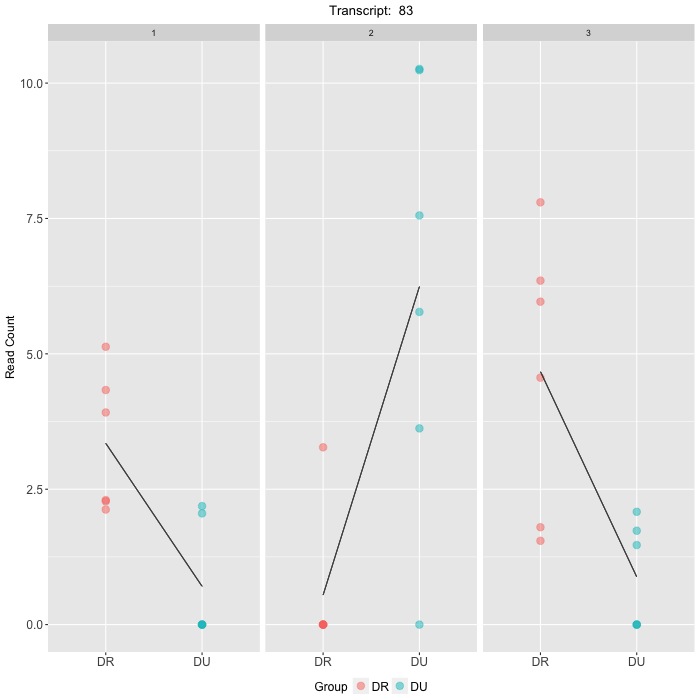 Transcript:  83
1 2 3
Read Count
10.0
7.5
5.0
2.5
0.0
DR DU DR DU DR DU
Group DR DU